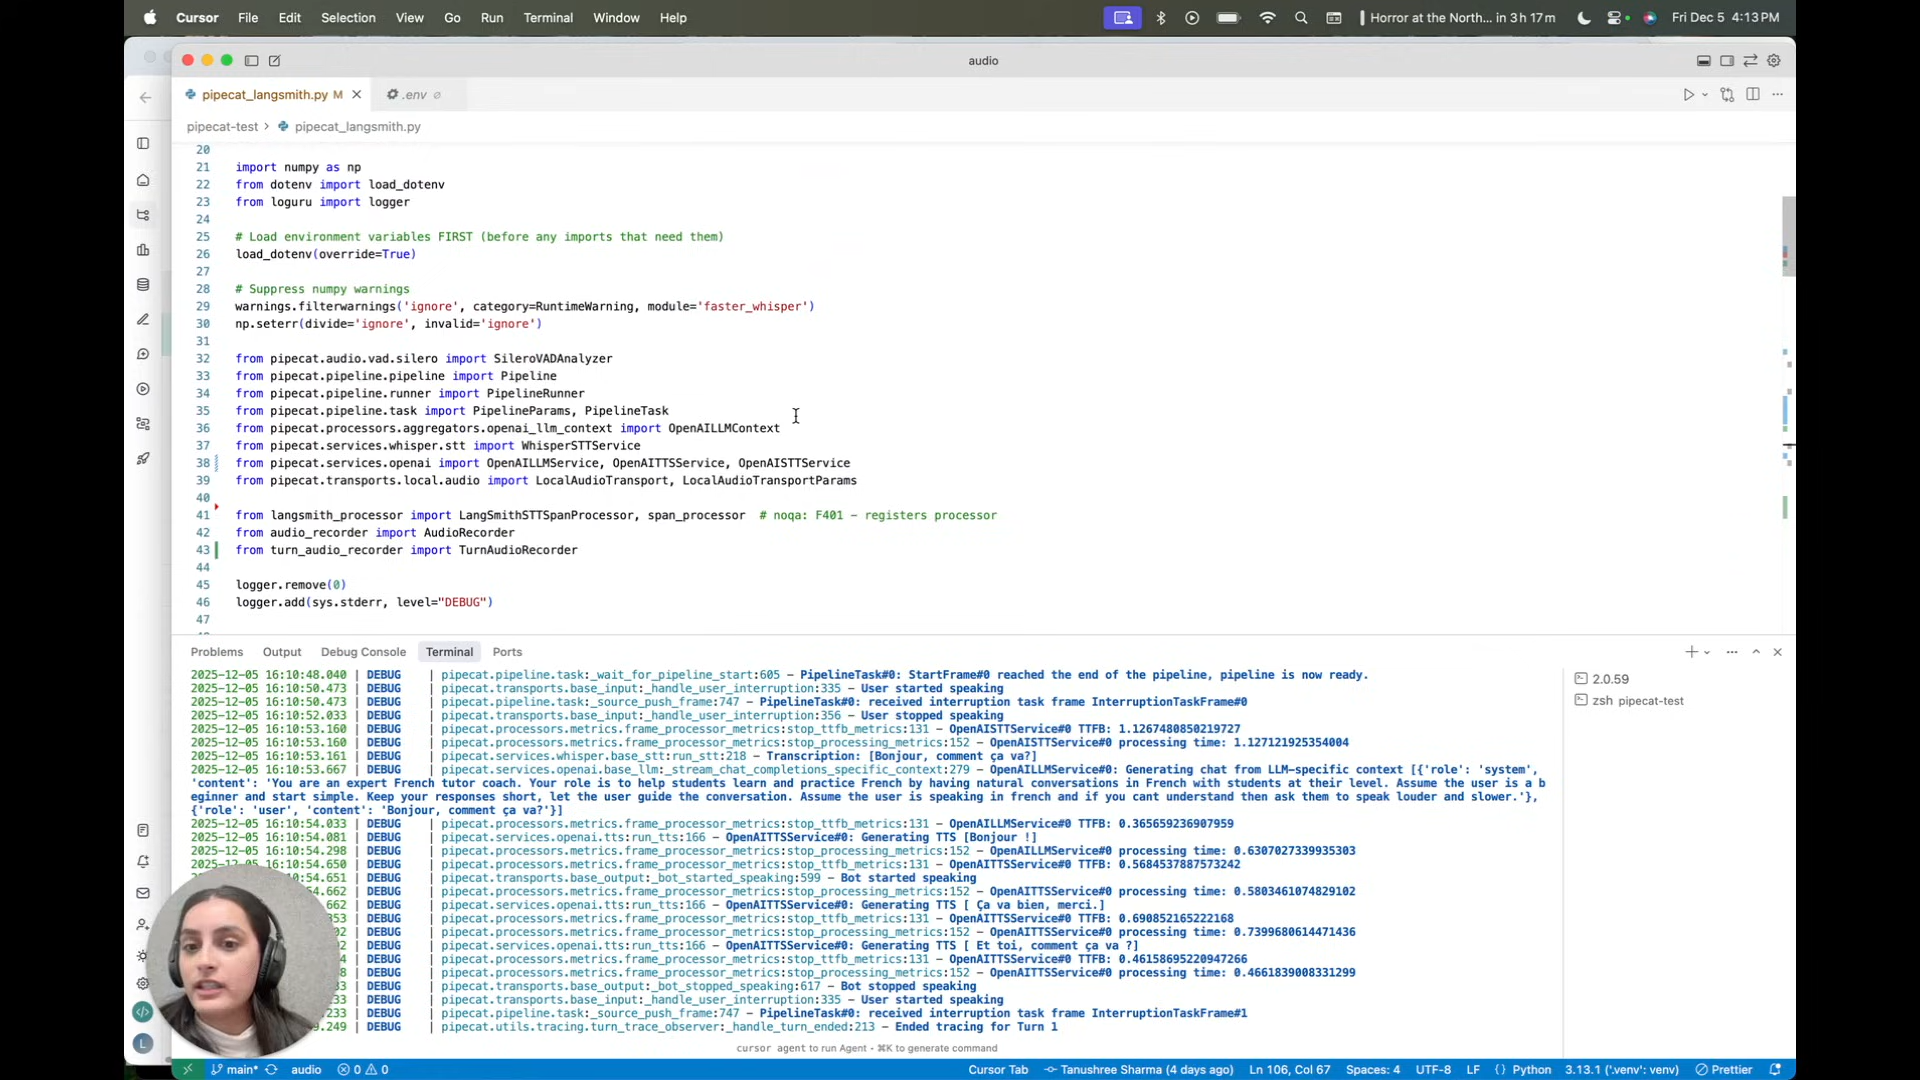 Cursor File Edit Selection View Go Run Terminal Window Help Horror at the North... in 3 h 17 m Fri Dec 5 4:13 PM
audio
pipecat_langsmith.py M .env
pipecat-test > pipecat_langsmith.py
20
21 import numpy as np
22 from dotenv import load_dotenv
23 from loguru import logger
24
25 # Load environment variables FIRST (before any imports that need them)
26 load_dotenv(override=True)
27
28 # Suppress numpy warnings
29 warnings.filterwarnings('ignore', category=RuntimeWarning, module='faster_whisper')
30 np.seterr(divide='ignore', invalid='ignore')
31
32 from pipecat.audio.vad.silero import SileroVADAnalyzer
33 from pipecat.pipeline.pipeline import Pipeline
34 from pipecat.pipeline.runner import PipelineRunner
35 from pipecat.pipeline.task import PipelineParams, PipelineTask
36 from pipecat.processors.aggregators.openai_llm_context import OpenAILLMContext
37 from pipecat.services.whisper.stt import WhisperSTTService
38 from pipecat.services.openai import OpenAILLMService, OpenAITTSService, OpenAISTTService
39 from pipecat.transports.local.audio import LocalAudioTransport, LocalAudioTransportParams
40
41 from langsmith_processor import LangSmithSTTSpanProcessor, span_processor # noqa: F401 - registers processor
42 from audio_recorder import AudioRecorder
43 from turn_audio_recorder import TurnAudioRecorder
44
45 logger.remove(0)
46 logger.add(sys.stderr, level="DEBUG")
47
Problems Output Debug Console Terminal Ports
2025-12-05 16:10:48.040 | DEBUG | pipecat.pipeline.task:_wait_for_pipeline_start:605 - PipelineTask#0: StartFrame#0 reached the end of the pipeline, pipeline is now ready.
2025-12-05 16:10:50.473 | DEBUG | pipecat.transports.base_input:_handle_user_interruption:335 - User started speaking
2025-12-05 16:10:50.473 | DEBUG | pipecat.pipeline.task:_source_push_frame:747 - PipelineTask#0: received interruption task frame InterruptionTaskFrame#0
2025-12-05 16:10:52.033 | DEBUG | pipecat.transports.base_input:_handle_user_interruption:356 - User stopped speaking
2025-12-05 16:10:53.160 | DEBUG | pipecat.processors.metrics.frame_processor_metrics:stop_ttfb_metrics:131 - OpenAISTTService#0 TTFB: 1.1267480850219727
2025-12-05 16:10:53.160 | DEBUG | pipecat.processors.metrics.frame_processor_metrics:stop_processing_metrics:152 - OpenAISTTService#0 processing time: 1.127121925354004
2025-12-05 16:10:53.161 | DEBUG | pipecat.services.whisper.base_stt:run_stt:218 - Transcription: [Bonjour, comment ça va?]
2025-12-05 16:10:53.667 | DEBUG | pipecat.services.openai.base_llm:_stream_chat_completions_specific_context:279 - OpenAILLMService#0: Generating chat from LLM-specific context [{'role': 'system',
'content': 'You are an expert French tutor coach. Your role is to help students learn and practice French by having natural conversations in French with students at their level. Assume the user is a b
eginner and start simple. Keep your responses short, let the user guide the conversation. Assume the user is speaking in french and if you cant understand then ask them to speak louder and slower.'},
{'role': 'user', 'content': 'Bonjour, comment ça va?'}]
2025-12-05 16:10:54.033 | DEBUG | pipecat.processors.metrics.frame_processor_metrics:stop_ttfb_metrics:131 - OpenAILLMService#0 TTFB: 0.365659236907959
2025-12-05 16:10:54.081 | DEBUG | pipecat.services.openai.tts:run_tts:166 - OpenAITTSService#0: Generating TTS [Bonjour !]
2025-12-05 16:10:54.298 | DEBUG | pipecat.processors.metrics.frame_processor_metrics:stop_processing_metrics:152 - OpenAILLMService#0 processing time: 0.6307027339935303
2025-12-05 16:10:54.650 | DEBUG | pipecat.processors.metrics.frame_processor_metrics:stop_ttfb_metrics:131 - OpenAITTSService#0 TTFB: 0.5684537887573242
54.651 | DEBUG | pipecat.transports.base_output:_bot_started_speaking:599 - Bot started speaking
.662 | DEBUG | pipecat.processors.metrics.frame_processor_metrics:stop_processing_metrics:152 - OpenAITTSService#0 processing time: 0.5803461074829102
662 | DEBUG | pipecat.services.openai.tts:run_tts:166 - OpenAITTSService#0: Generating TTS [ Ça va bien, merci.]
353 | DEBUG | pipecat.processors.metrics.frame_processor_metrics:stop_ttfb_metrics:131 - OpenAITTSService#0 TTFB: 0.690852165222168
02 | DEBUG | pipecat.processors.metrics.frame_processor_metrics:stop_processing_metrics:152 - OpenAITTSService#0 processing time: 0.7399680614471436
2 | DEBUG | pipecat.services.openai.tts:run_tts:166 - OpenAITTSService#0: Generating TTS [ Et toi, comment ça va ?]
4 | DEBUG | pipecat.processors.metrics.frame_processor_metrics:stop_ttfb_metrics:131 - OpenAITTSService#0 TTFB: 0.46158695220947266
8 | DEBUG | pipecat.processors.metrics.frame_processor_metrics:stop_processing_metrics:152 - OpenAITTSService#0 processing time: 0.4661839008331299
33 | DEBUG | pipecat.transports.base_output:_bot_stopped_speaking:617 - Bot stopped speaking
33 | DEBUG | pipecat.transports.base_input:_handle_user_interruption:335 - User started speaking
.233 | DEBUG | pipecat.pipeline.task:_source_push_frame:747 - PipelineTask#0: received interruption task frame InterruptionTaskFrame#1
9.249 | DEBUG | pipecat.utils.tracing.turn_trace_observer:_handle_turn_ended:213 - Ended tracing for Turn 1
2.0.59
zsh pipecat-test
cursor agent to run Agent - ⌘K to generate command
L
main* audio 0 0 Cursor Tab Tanushree Sharma (4 days ago) Ln 106, Col 67 Spaces: 4 UTF-8 LF {} Python 3.13.1 ('.venv': venv) Prettier